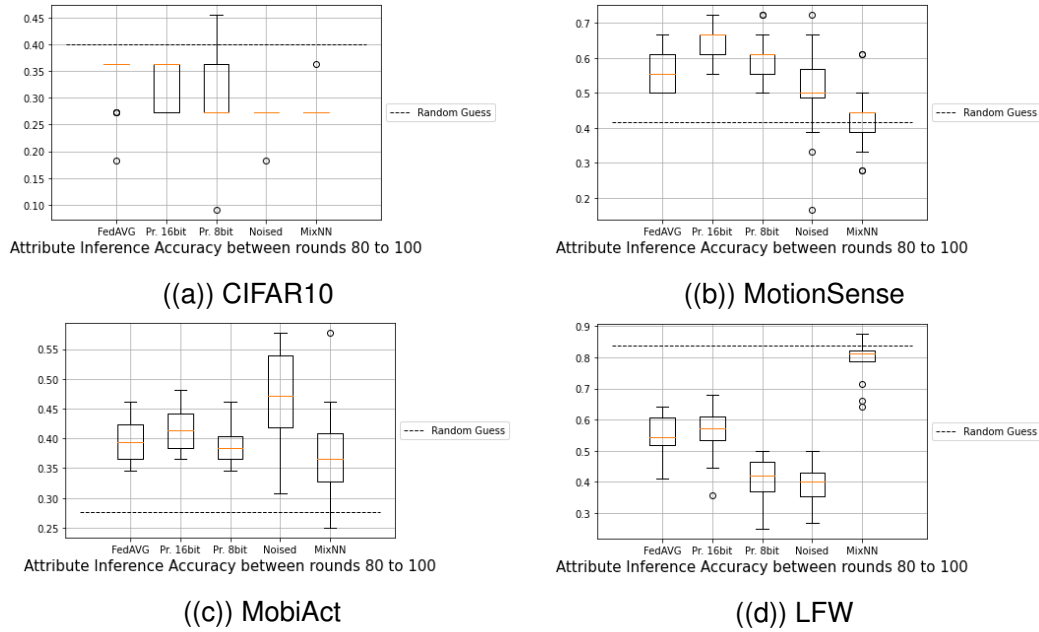 0.45
0.40
0.35
0.30
0.25
0.20
0.15
0.10
Random Guess
FedAVG Pr. 16bit Pr. 8bit Noised MixNN
Attribute Inference Accuracy between rounds 80 to 100
((a)) CIFAR10
0.7
0.6
0.5
0.4
0.3
0.2
Random Guess
FedAVG Pr. 16bit Pr. 8bit Noised MixNN
Attribute Inference Accuracy between rounds 80 to 100
((b)) MotionSense
0.55
0.50
0.45
0.40
0.35
0.30
0.25
Random Guess
FedAVG Pr. 16bit Pr. 8bit Noised MixNN
Attribute Inference Accuracy between rounds 80 to 100
((c)) MobiAct
0.9
0.8
0.7
0.6
0.5
0.4
0.3
Random Guess
FedAVG Pr. 16bit Pr. 8bit Noised MixNN
Attribute Inference Accuracy between rounds 80 to 100
((d)) LFW